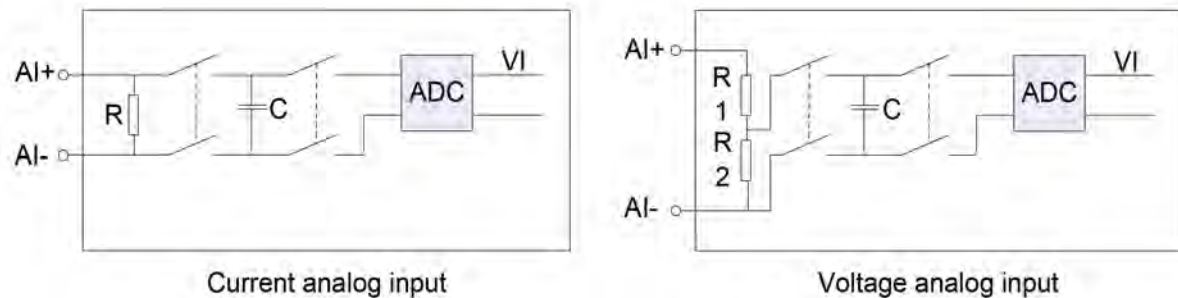 AI+
R
AI-
C
ADC
VI
Current analog input
AI+
R
1
R
2
AI-
C
ADC
VI
Voltage analog input